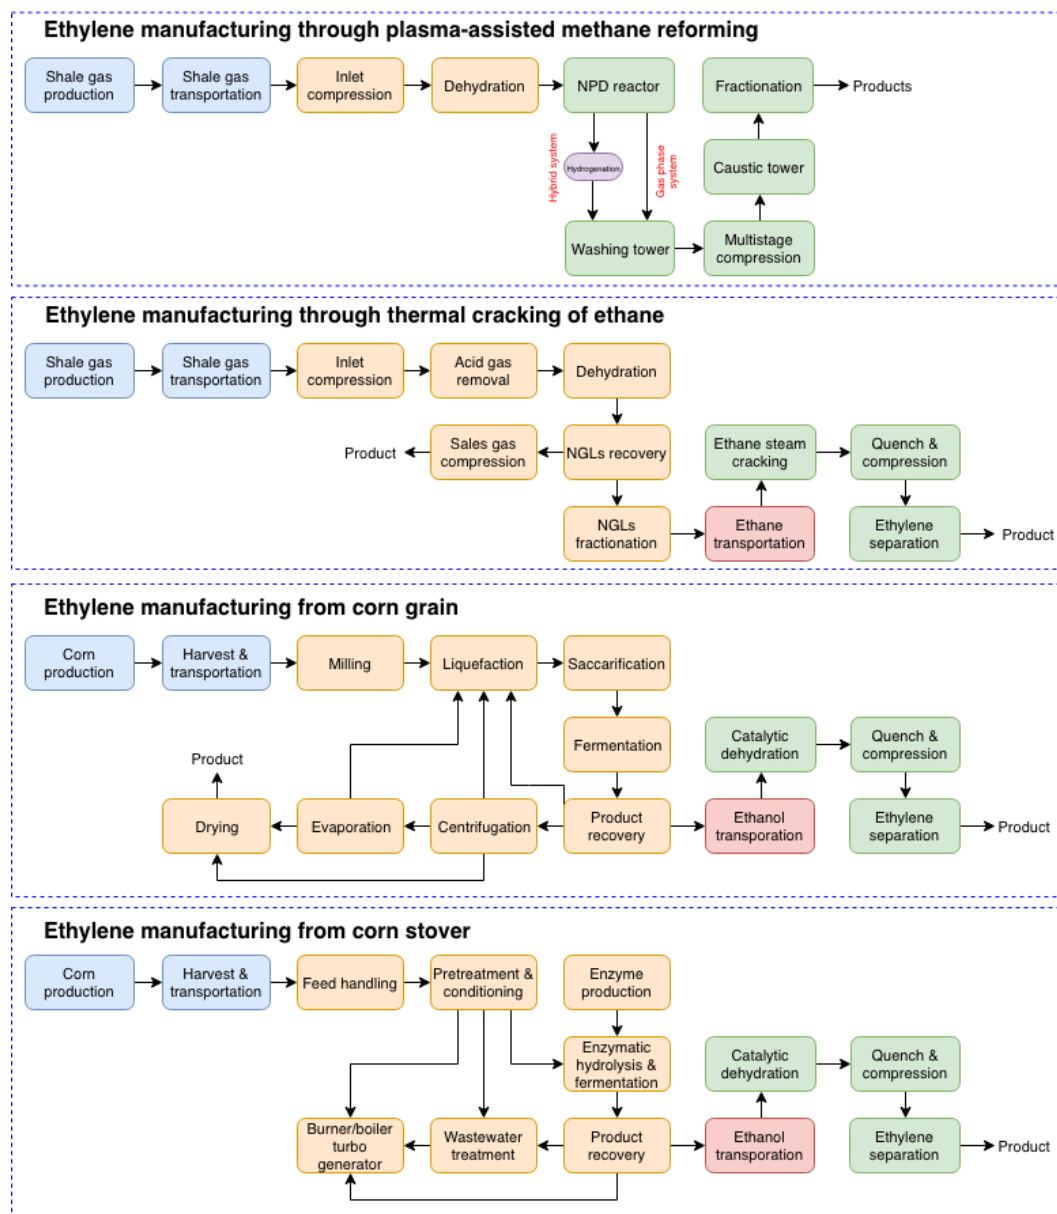 Ethylene manufacturing through plasma-assisted methane reforming
Shale gas
production
Shale gas
transportation
Inlet
compression
Dehydration
NPD reactor
Fractionation
Products
Hybrid system
Hydrogenation
Gas phase
system
Caustic tower
Washing tower
Multistage
compression
Ethylene manufacturing through thermal cracking of ethane
Shale gas
production
Shale gas
transportation
Inlet
compression
Acid gas
removal
Dehydration
Product
Sales gas
compression
NGLs recovery
Ethane steam
cracking
Quench &
compression
NGLs
fractionation
Ethane
transportation
Ethylene
separation
Product
Ethylene manufacturing from corn grain
Corn
production
Harvest &
transportation
Milling
Liquefaction
Saccarification
Fermentation
Catalytic
dehydration
Quench &
compression
Product
Drying
Evaporation
Centrifugation
Product
recovery
Ethanol
transporation
Ethylene
separation
Product
Ethylene manufacturing from corn stover
Corn
production
Harvest &
transportation
Feed handling
Pretreatment &
conditioning
Enzyme
production
Enzymatic
hydrolysis &
fermentation
Catalytic
dehydration
Quench &
compression
Burner/boiler
turbo
generator
Wastewater
treatment
Product
recovery
Ethanol
transporation
Ethylene
separation
Product